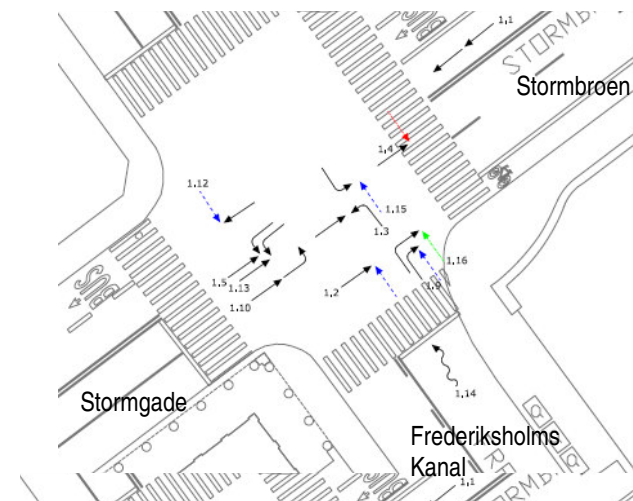 1,1
STORMB
Stormbroen
1,4
1,12
1,15
1,3
1,16
1,5
1,13
1,9
1,2
1,10
BUS
1,14
Stormgade
Frederiksholms
Kanal
1,1